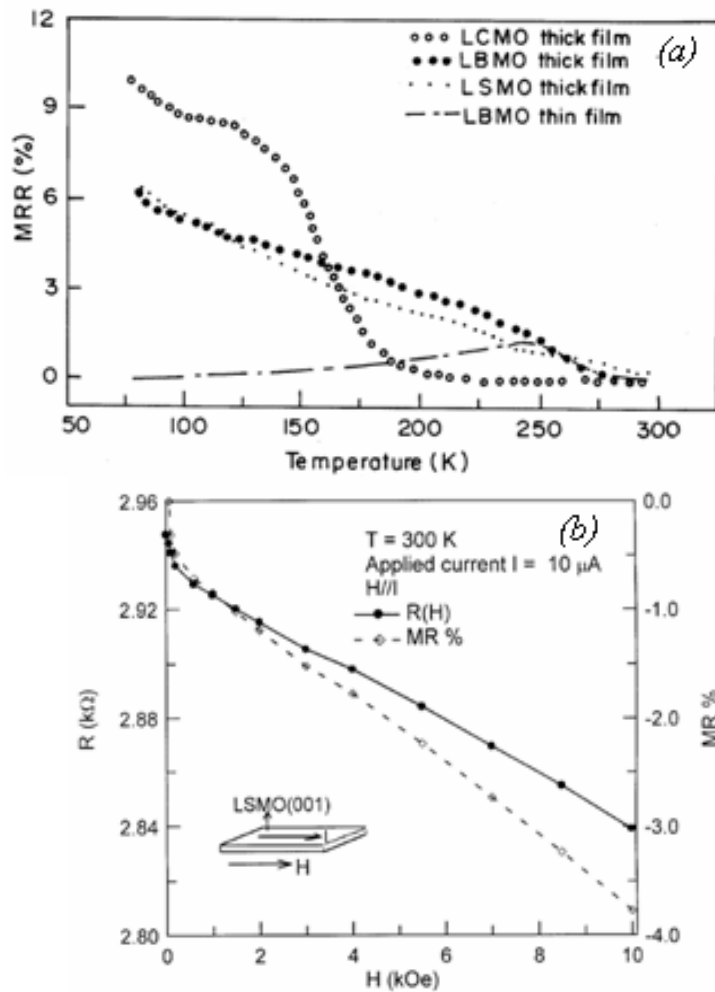 12
9
6
3
0
MRR (%)
LCMO thick film
LBMO thick film
LSMO thick film
LBMO thin film
(a)
50 100 150 200 250 300
Temperature (K)
2.96
2.92
2.88
2.84
2.80
R (kΩ)
0.0
-1.0
-2.0
-3.0
-4.0
MR %
(b)
T = 300 K
Applied current I = 10 μA
H//I
R(H)
MR %
LSMO(001)
I
H
0 2 4 6 8 10
H (kOe)